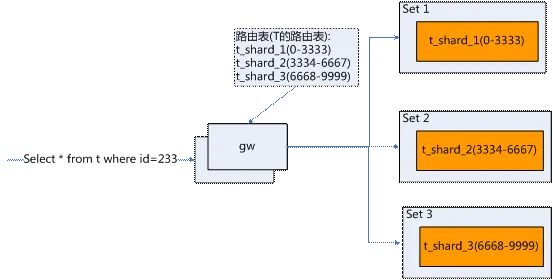 路由表(T的路由表):
t_shard_1(0-3333)
t_shard_2(3334-6667)
t_shard_3(6668-9999)
Select * from t where id=233
gw
Set 1
t_shard_1(0-3333)
Set 2
t_shard_2(3334-6667)
Set 3
t_shard_3(6668-9999)